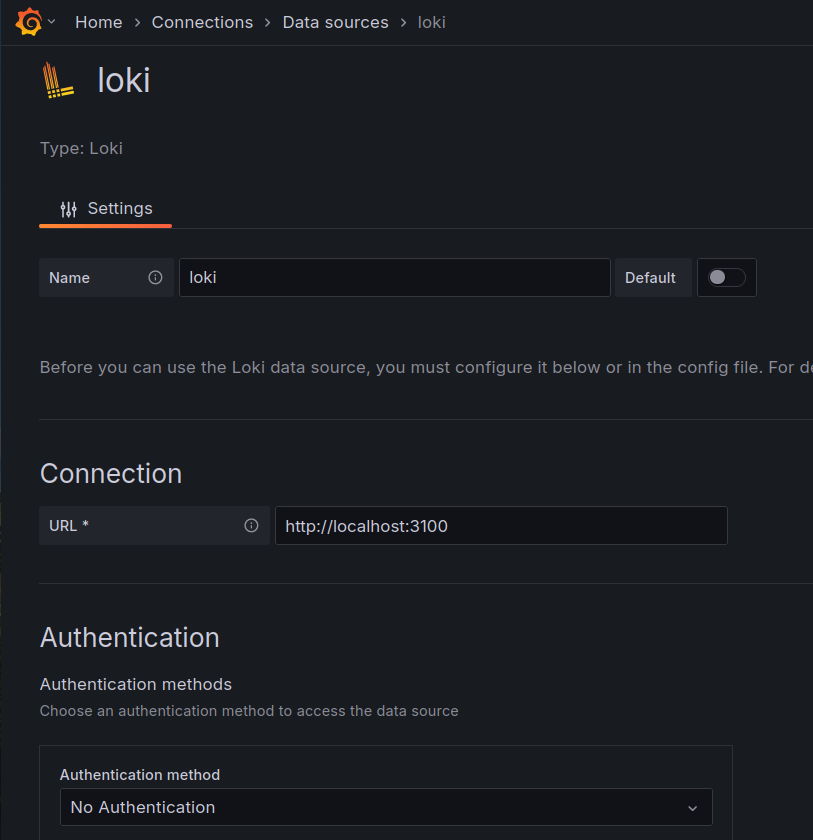 Home › Connections › Data sources › loki
loki
Type: Loki
Settings
Name loki Default
Before you can use the Loki data source, you must configure it below or in the config file. For
Connection
URL * http://localhost:3100
Authentication
Authentication methods
Choose an authentication method to access the data source
Authentication method
No Authentication